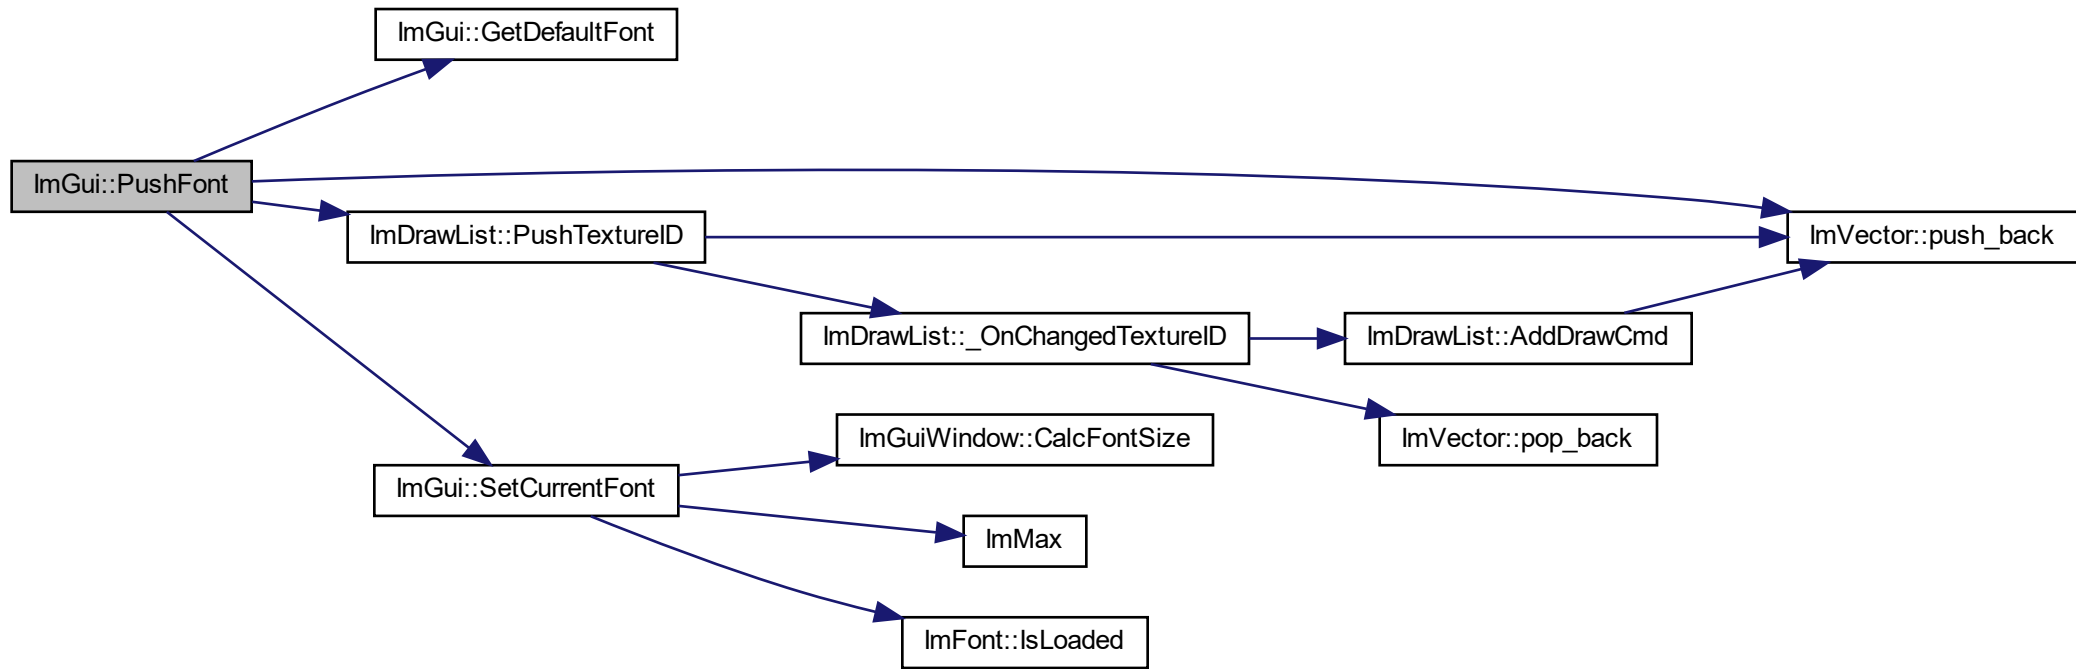 ImGui::GetDefaultFont
ImGui::PushFont
ImDrawList::PushTextureID
ImVector::push_back
ImDrawList::_OnChangedTextureID
ImDrawList::AddDrawCmd
ImGuiWindow::CalcFontSize
ImVector::pop_back
ImGui::SetCurrentFont
ImMax
ImFont::IsLoaded